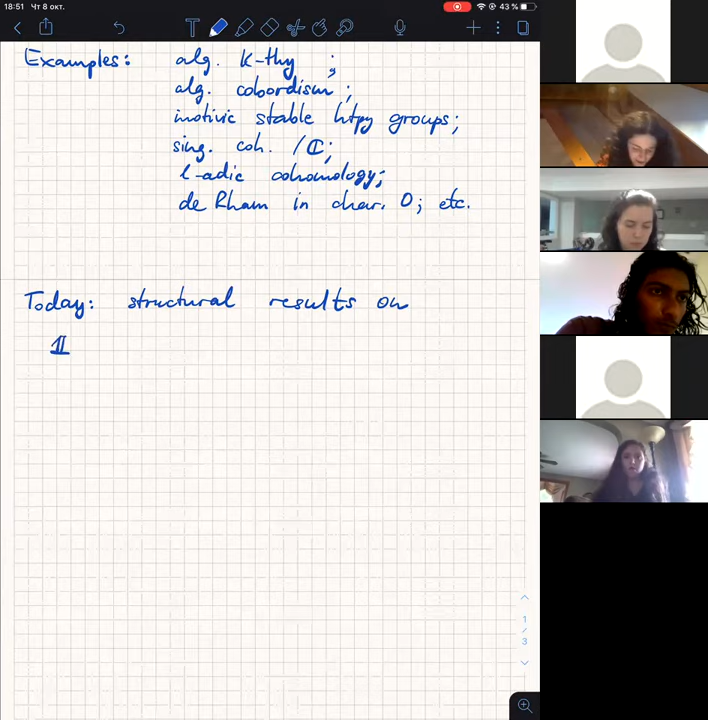 18:51 Чт 8 окт.
43 %
Examples: alg. K-thy ;
alg. cobordism ;
motivic stable htpy groups;
sing. coh. /ℂ;
l-adic cohomology;
de Rham in char. 0; etc.
Today: structural results on
𝟙
1
/
3